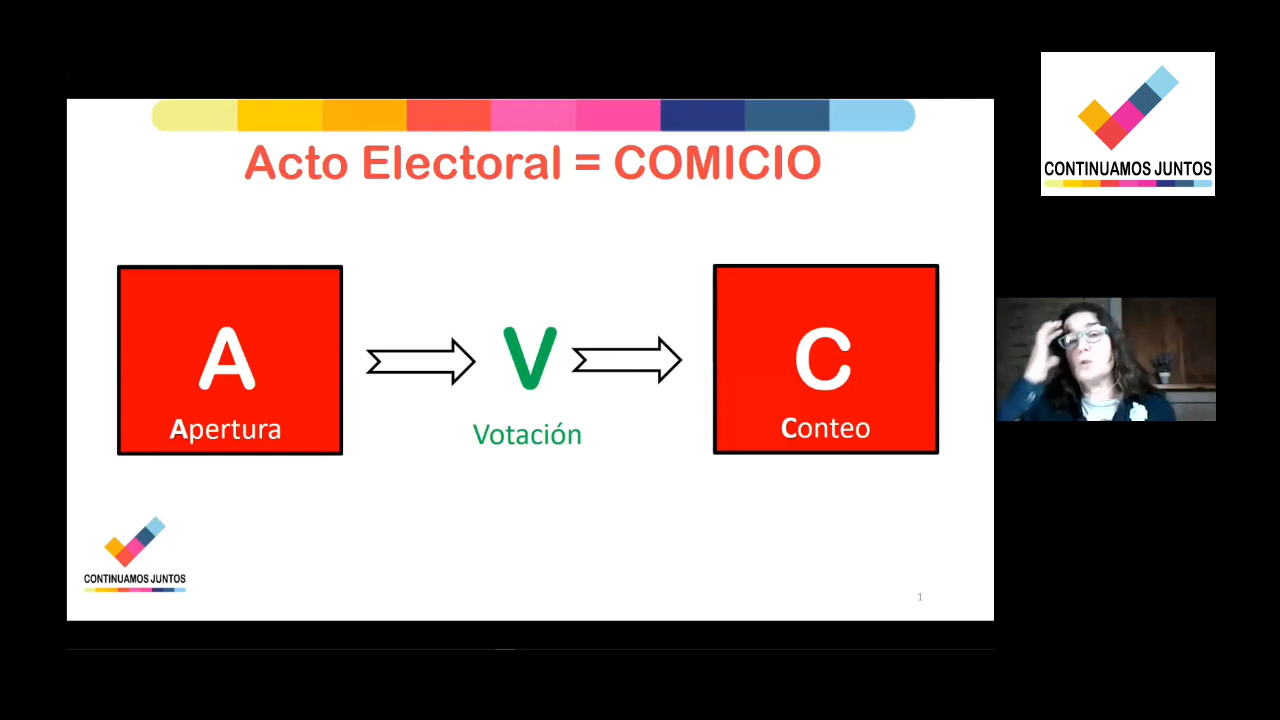 Acto Electoral = COMICIO
A
Apertura
V
Votación
C
Conteo
CONTINUAMOS JUNTOS
1
CONTINUAMOS JUNTOS